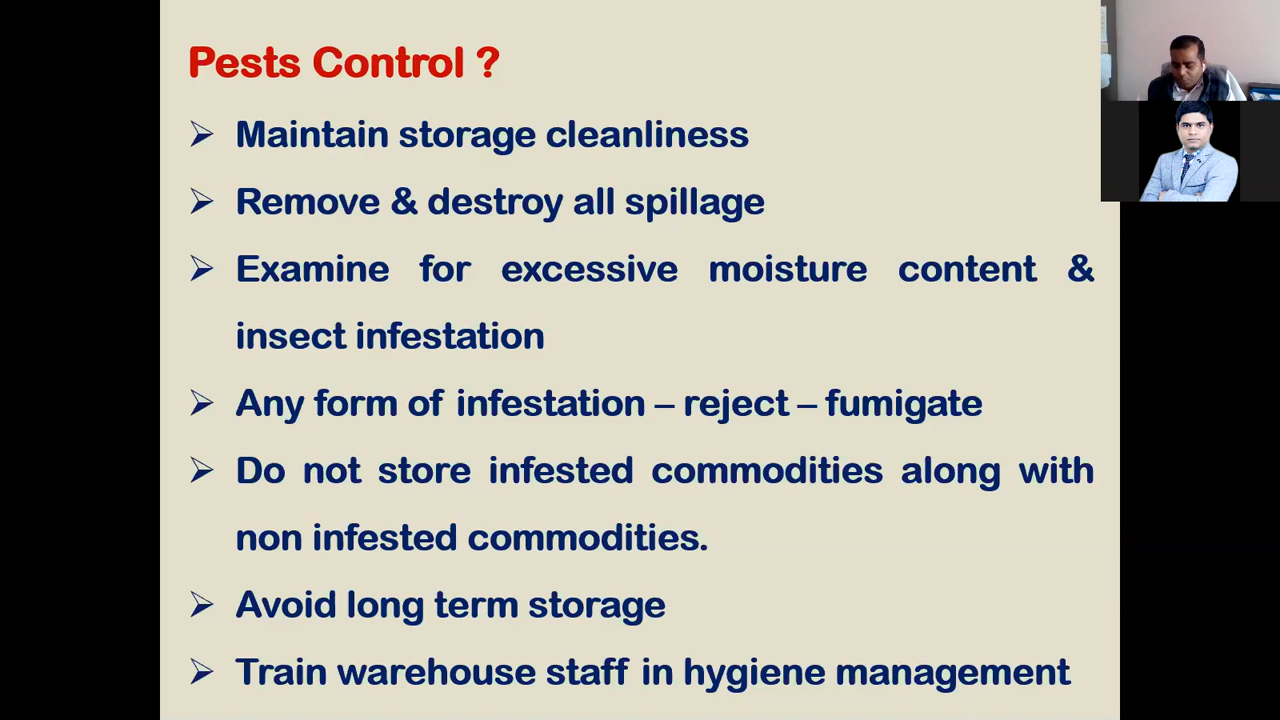 Pests Control ?
➢ Maintain storage cleanliness
➢ Remove & destroy all spillage
➢ Examine for excessive moisture content &
insect infestation
➢ Any form of infestation – reject – fumigate
➢ Do not store infested commodities along with
non infested commodities.
➢ Avoid long term storage
➢ Train warehouse staff in hygiene management